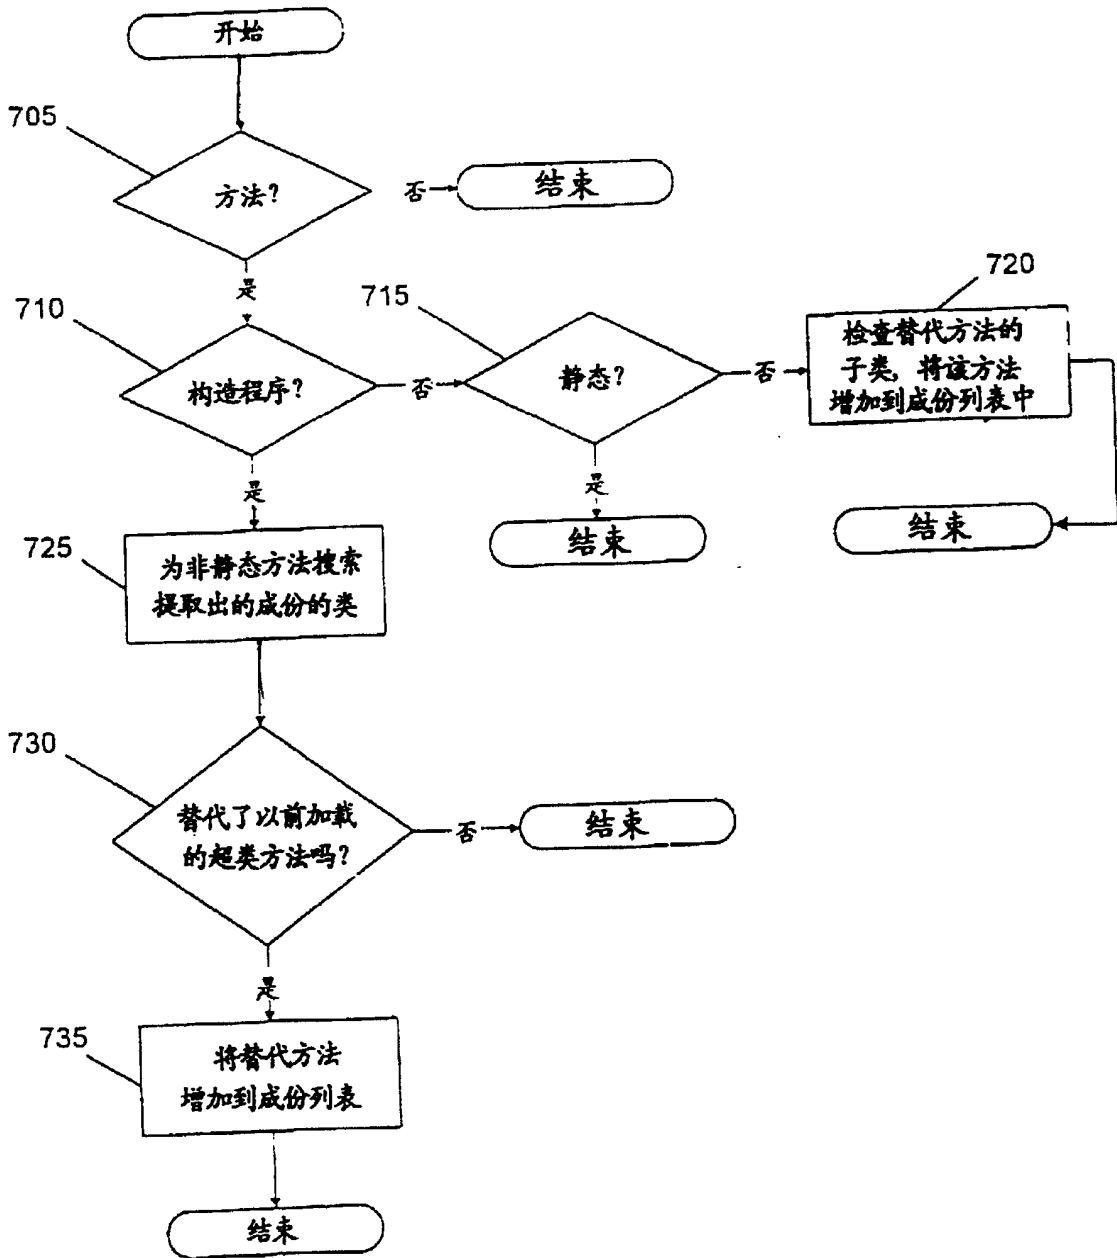 开始
705
方法？
否
结束
是
710
构造程序？
否
715
静态？
否
720
检查替代方法的
子类，将该方法
增加到成份列表中
结束
是
结束
是
725
为非静态方法搜索
提取出的成份的类
730
替代了以前加载
的超类方法吗？
否
结束
是
735
将替代方法
增加到成份列表
结束